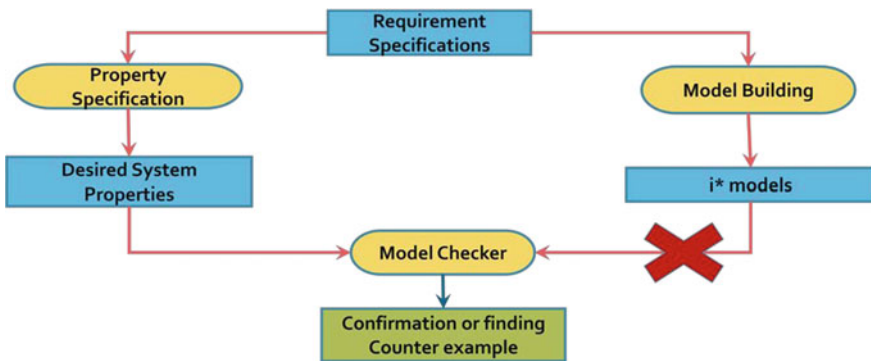 Requirement
Specifications
Property
Specification
Model Building
Desired System
Properties
i* models
Model Checker
Confirmation or finding
Counter example